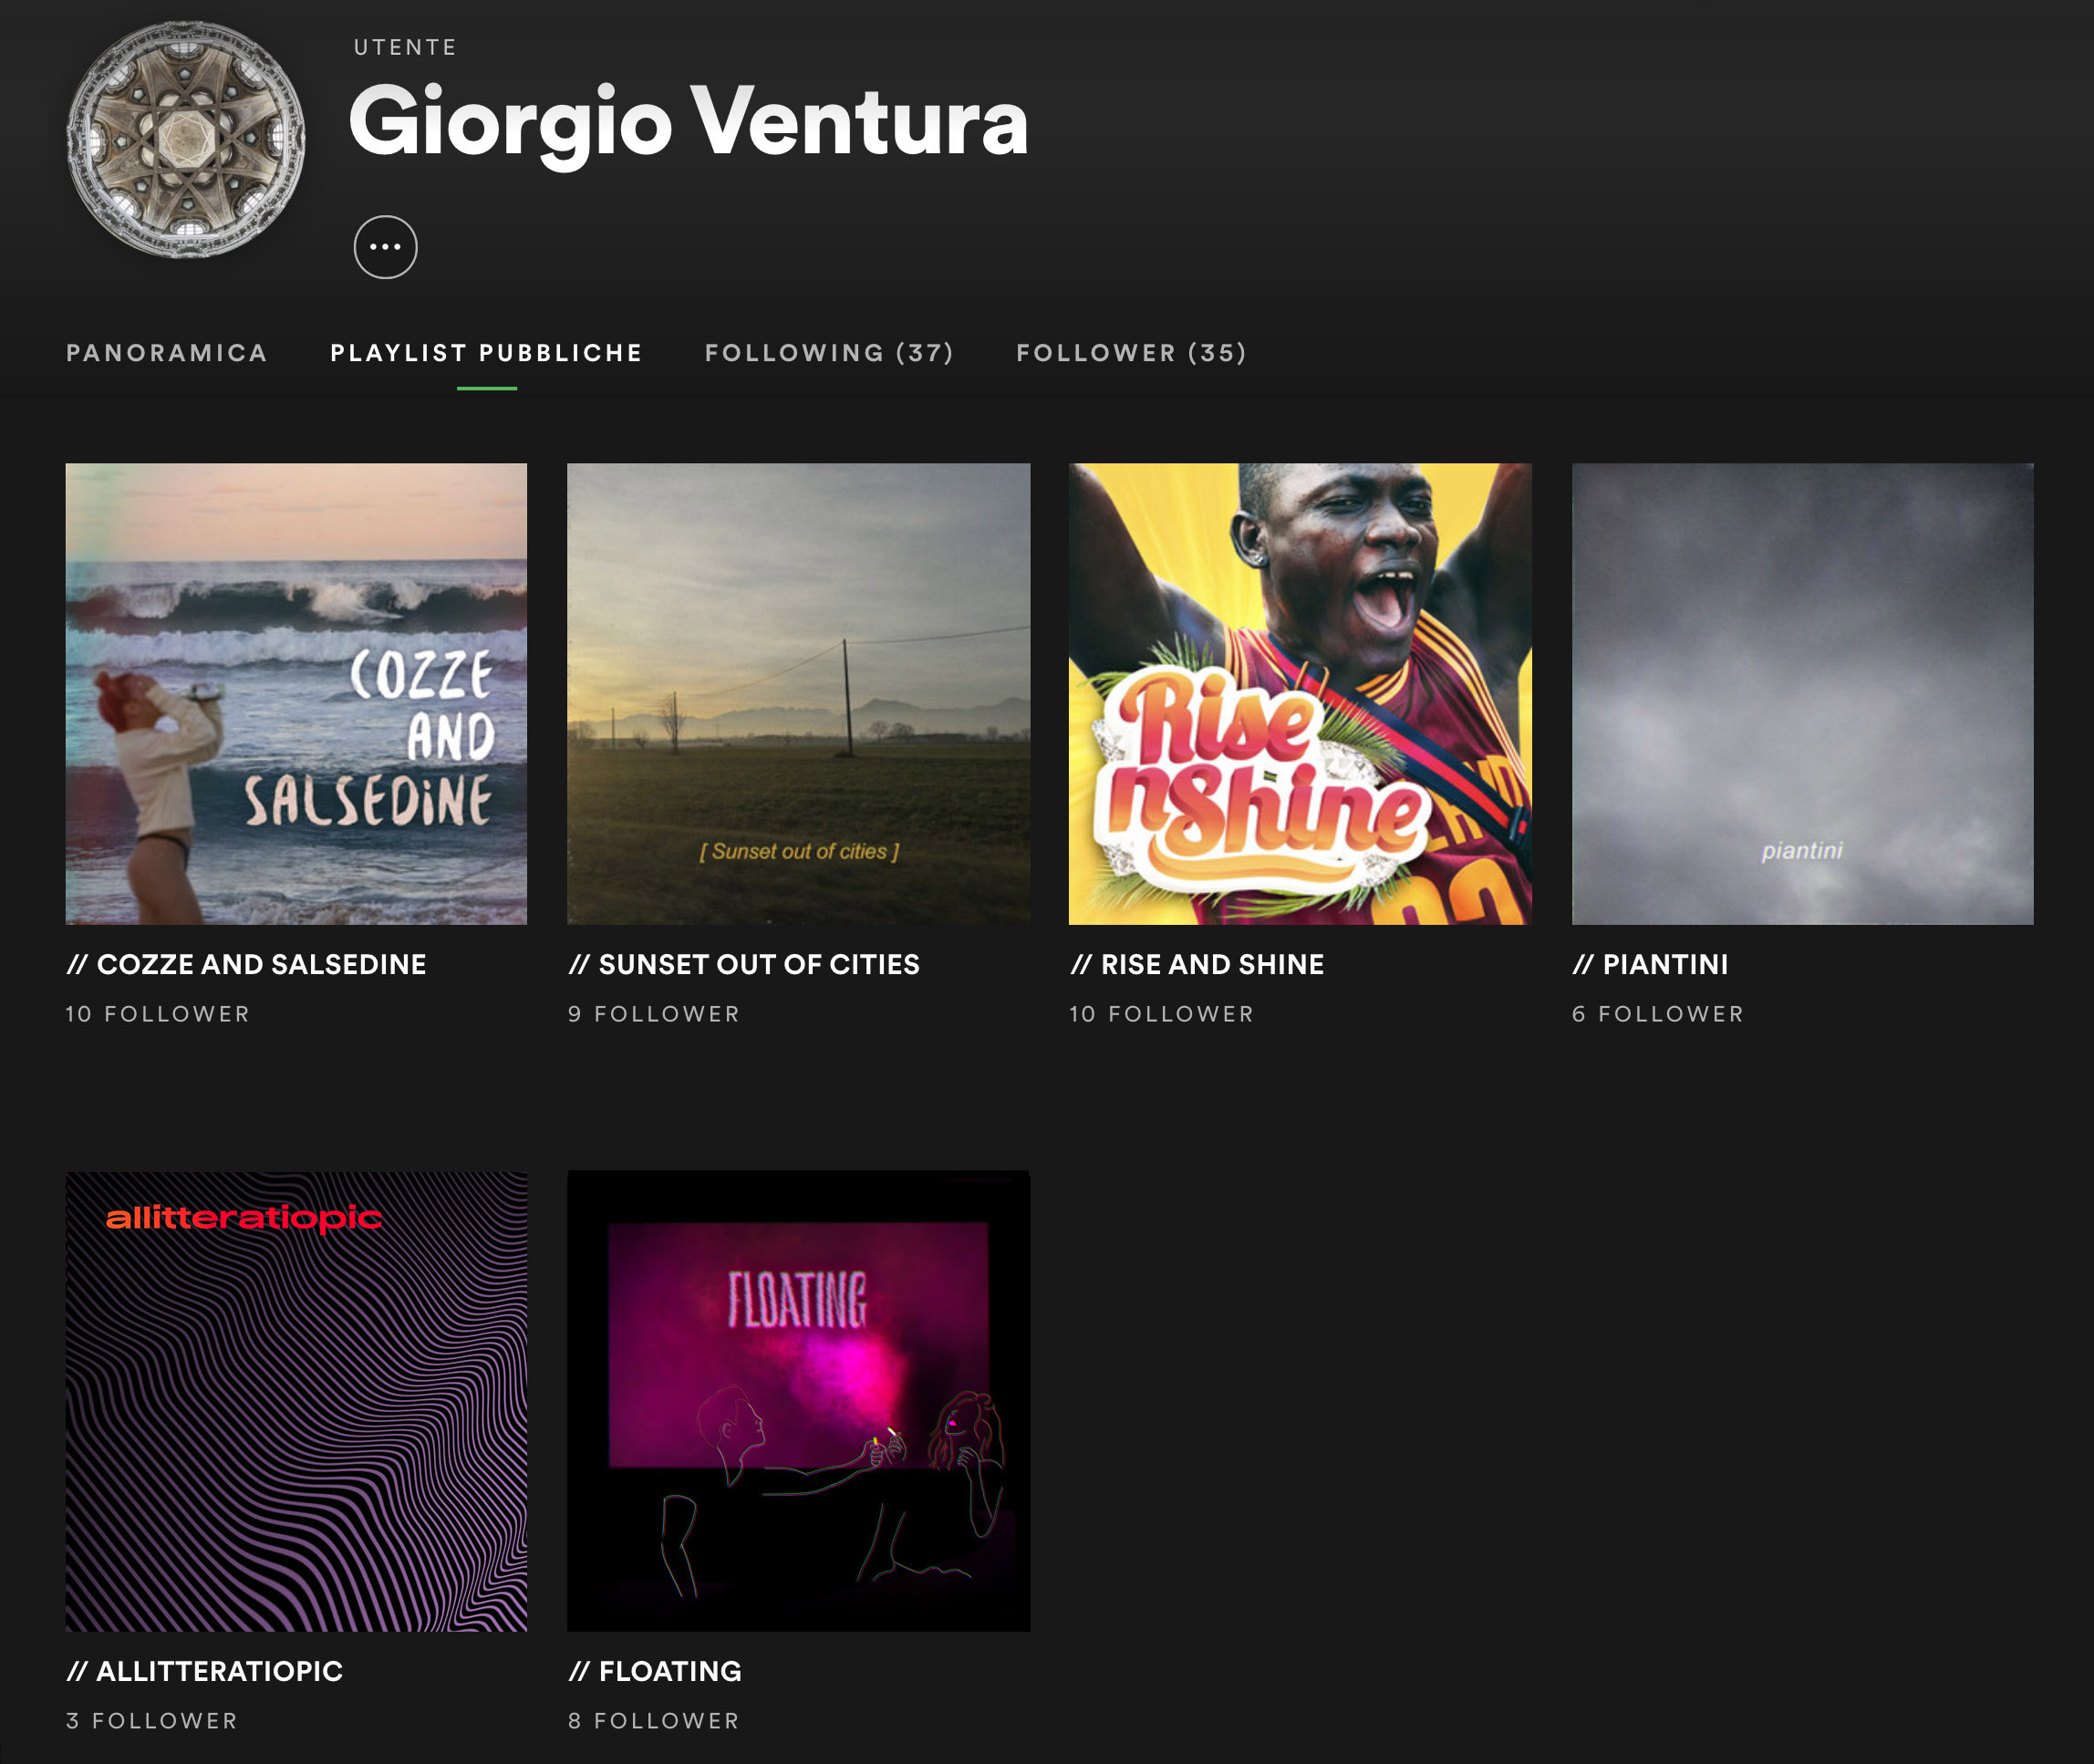 UTENTE
Giorgio Ventura
PANORAMICA
PLAYLIST PUBBLICHE
FOLLOWING (37)
FOLLOWER (35)
COZZE
AND
SALSEDiNE
[ Sunset out of cities ]
Rise
nShine
piantini
// COZZE AND SALSEDINE
10 FOLLOWER
// SUNSET OUT OF CITIES
9 FOLLOWER
// RISE AND SHINE
10 FOLLOWER
// PIANTINI
6 FOLLOWER
allitteratiopic
FLOATING
// ALLITTERATIOPIC
3 FOLLOWER
// FLOATING
8 FOLLOWER